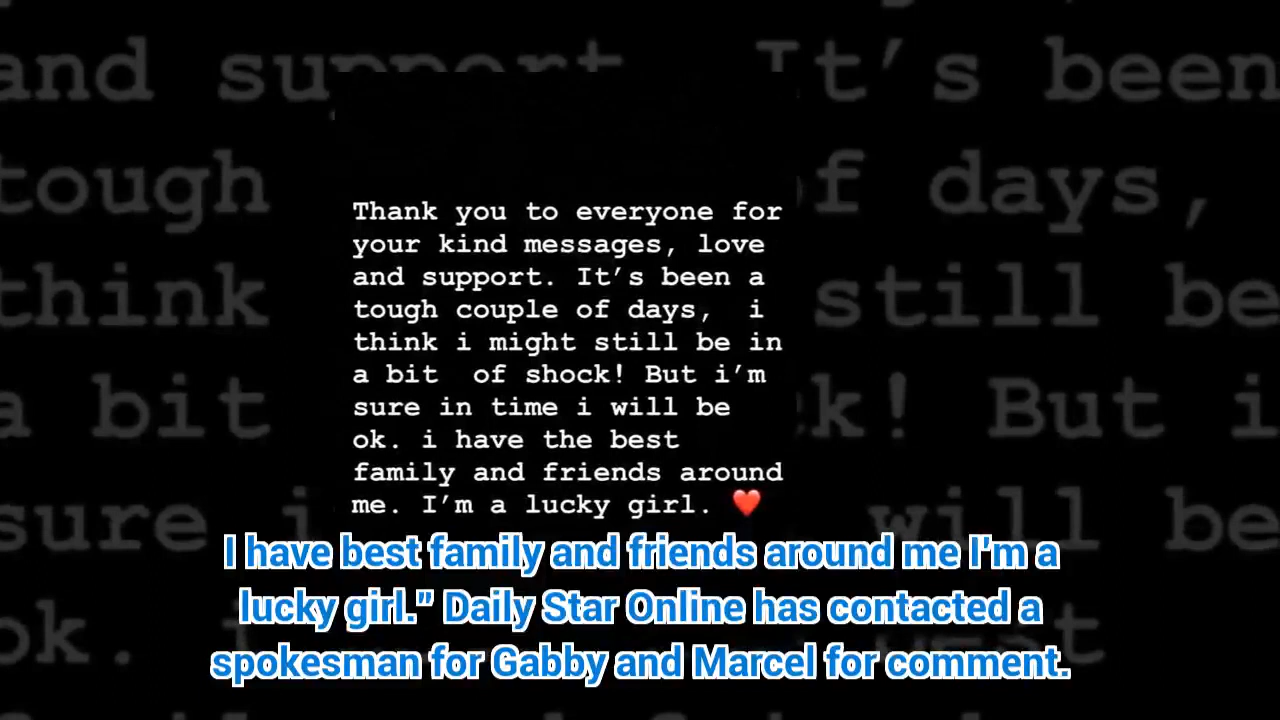 Thank you to everyone for
your kind messages, love
and support. It’s been a
tough couple of days,  i
think i might still be in
a bit  of shock! But i’m
sure in time i will be
ok. i have the best
family and friends around
me. I’m a lucky girl. ❤️
I have best family and friends around me I'm a
lucky girl." Daily Star Online has contacted a
spokesman for Gabby and Marcel for comment.